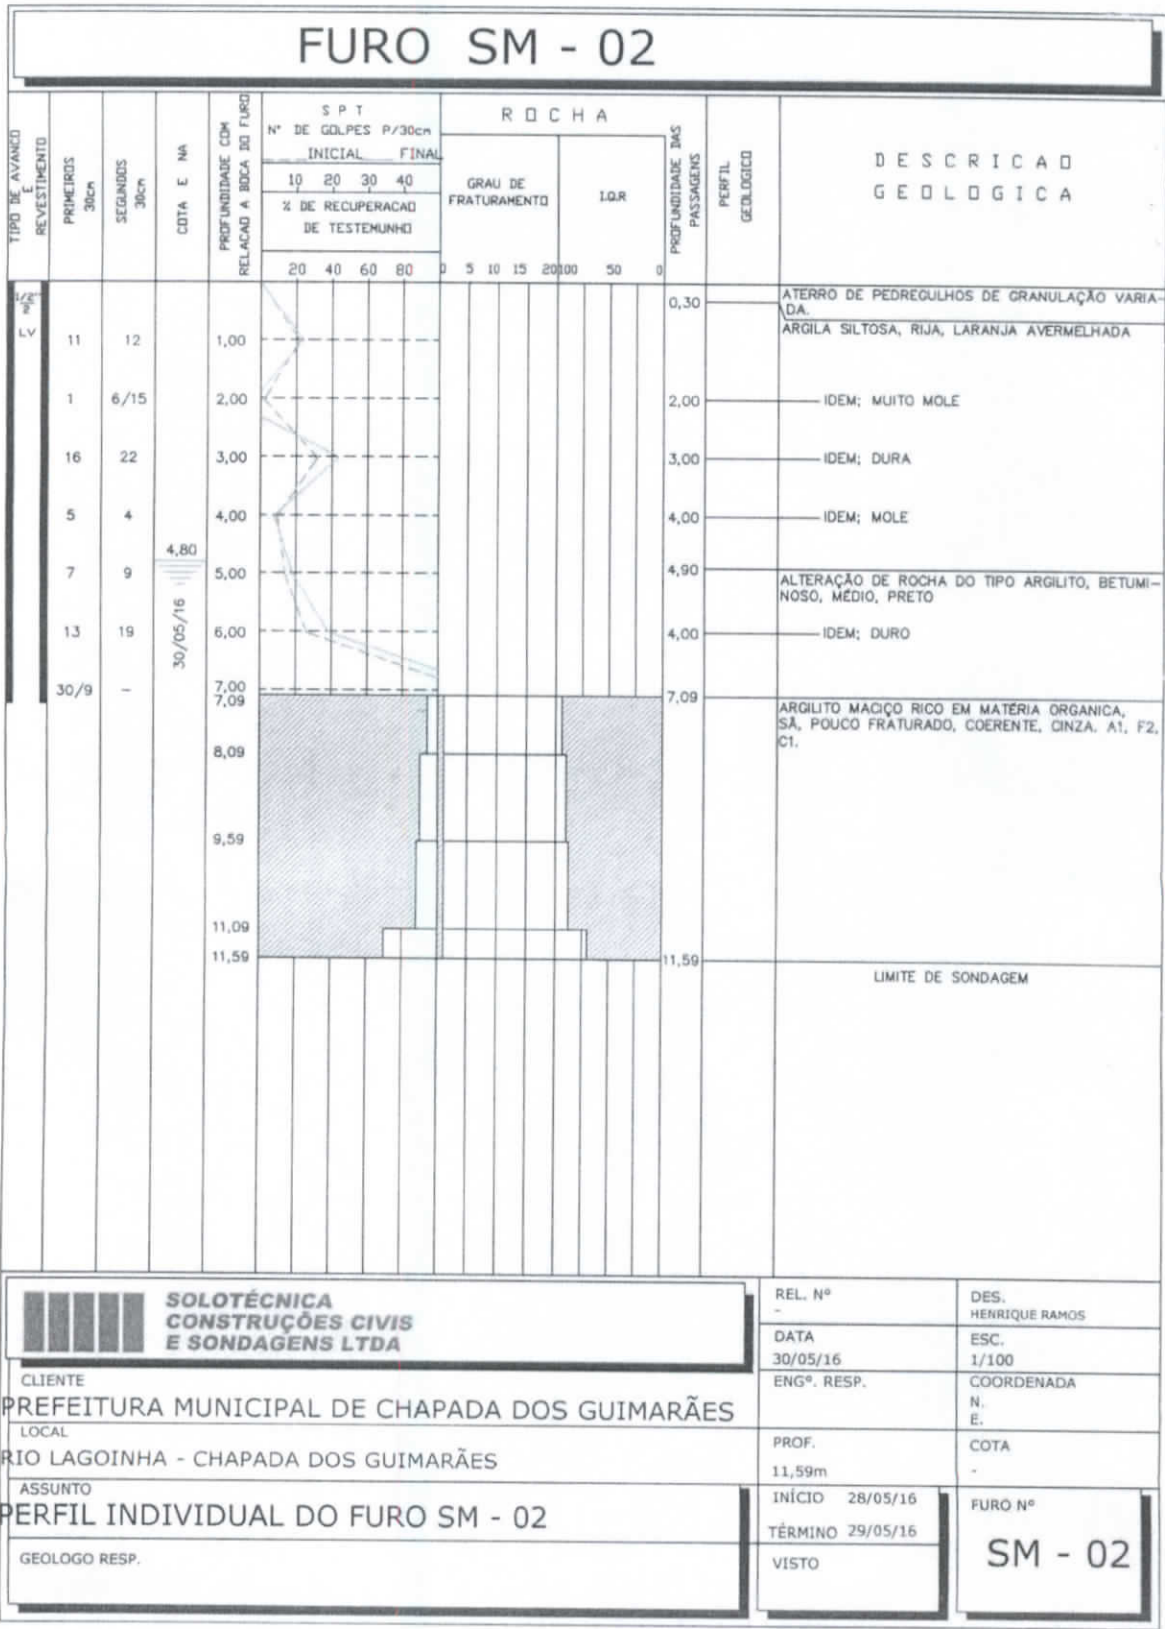 FURO SM - 02
TIPO DE AVANCO
E
REVESTIMENTO
PRIMEIROS
30cm
SEGUNDOS
30cm
COTA E NA
PROFUNDIDADE COM
RELACAO A BOCA DO FURO
S P T
N° DE GOLPES P/30cm
INICIAL FINAL
10 20 30 40
% DE RECUPERACAO
DE TESTEMUNHO
20 40 60 80
R O C H A
GRAU DE
FRATURAMENTO
I.Q.R
0 5 10 15 20 100 50 0
PROFUNDIDADE DAS
PASSAGENS
PERFIL
GEOLOGICO
D E S C R I C A O
G E O L O G I C A
LV
0,30 ATERRO DE PEDREGULHOS DE GRANULAÇÃO VARIA-
DA.
ARGILA SILTOSA, RIJA, LARANJA AVERMELHADA
11 12 1,00
1 6/15 2,00 2,00 IDEM; MUITO MOLE
16 22 3,00 3,00 IDEM; DURA
5 4 4,00 4,00 IDEM; MOLE
4,80
30/05/16
7 9 5,00 4,90 ALTERAÇÃO DE ROCHA DO TIPO ARGILITO, BETUMI-
NOSO, MÉDIO, PRETO
13 19 6,00 4,00 IDEM; DURO
30/9 - 7,00
7,09 7,09 ARGILITO MACIÇO RICO EM MATÉRIA ORGANICA,
SÃ, POUCO FRATURADO, COERENTE, CINZA. A1, F2,
C1.
8,09
9,59
11,09
11,59 11,59
LIMITE DE SONDAGEM
SOLOTÉCNICA
CONSTRUÇÕES CIVIS
E SONDAGENS LTDA
CLIENTE
PREFEITURA MUNICIPAL DE CHAPADA DOS GUIMARÃES
LOCAL
RIO LAGOINHA - CHAPADA DOS GUIMARÃES
ASSUNTO
PERFIL INDIVIDUAL DO FURO SM - 02
GEOLOGO RESP.
REL. Nº
-
DES.
HENRIQUE RAMOS
DATA
30/05/16
ESC.
1/100
ENGº. RESP.
COORDENADA
N.
E.
PROF.
11,59m
COTA
-
INÍCIO 28/05/16
TÉRMINO 29/05/16
VISTO
FURO Nº
SM - 02